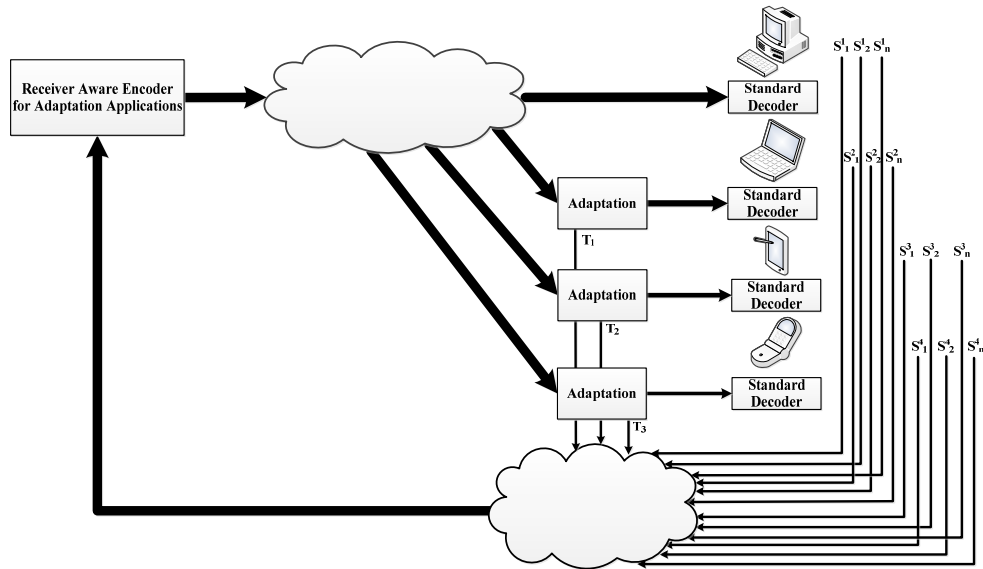 Receiver Aware Encoder
for Adaptation Applications
Standard
Decoder
S¹₁ S¹₂ S¹ₙ
Adaptation
Standard
Decoder
S²₁ S²₂ S²ₙ
T₁
Adaptation
Standard
Decoder
S³₁ S³₂ S³ₙ
T₂
Adaptation
Standard
Decoder
S⁴₁ S⁴₂ S⁴ₙ
T₃